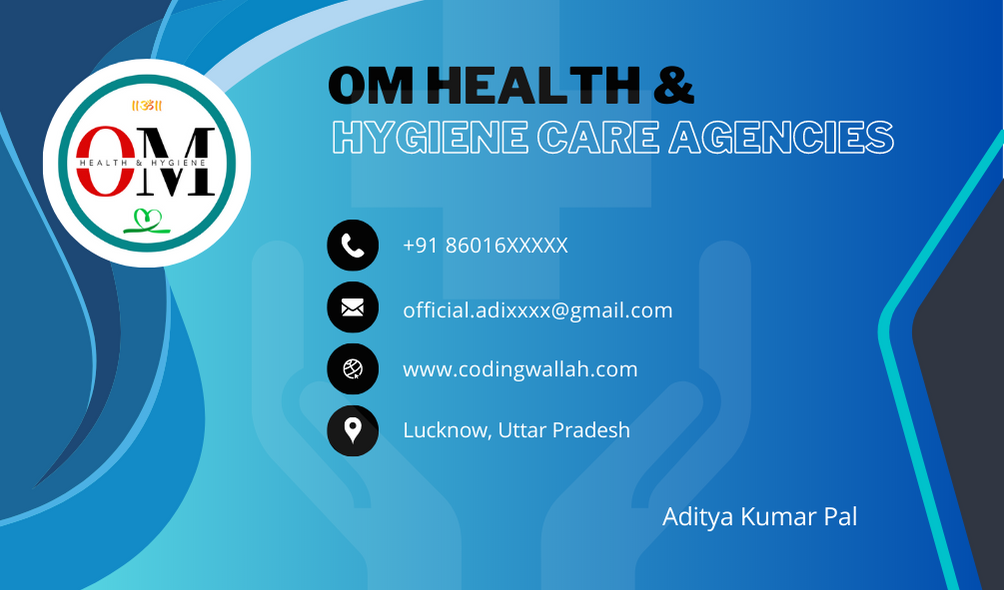 ॥ॐ॥
OM
HEALTH & HYGIENE
OM HEALTH &
HYGIENE CARE AGENCIES
+91 86016XXXXX
official.adixxxx@gmail.com
www.codingwallah.com
Lucknow, Uttar Pradesh
Aditya Kumar Pal